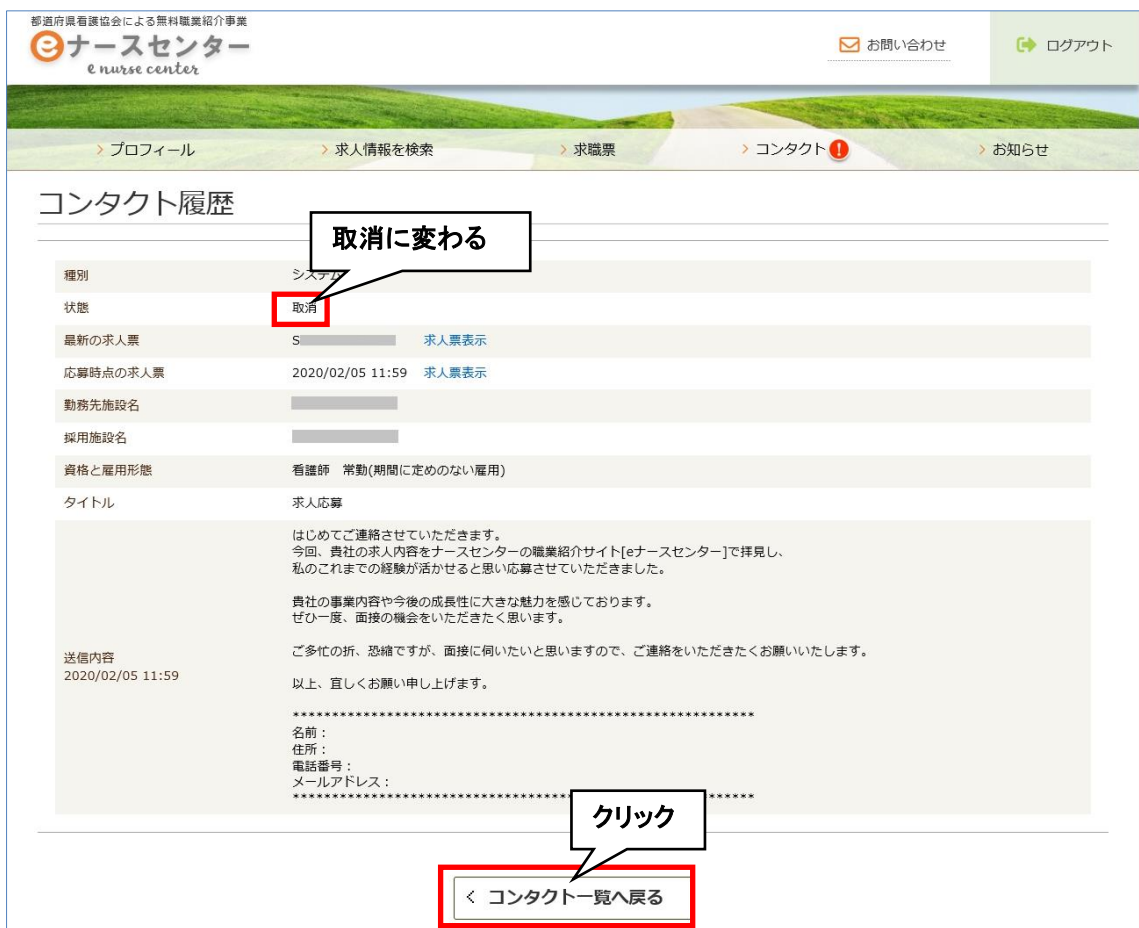 都道府県看護協会による無料職業紹介事業
eナースセンター
e nurse center
お問い合わせ
ログアウト
プロフィール
求人情報を検索
求職票
コンタクト
お知らせ
コンタクト履歴
取消に変わる
種別 システム
状態 取消
最新の求人票 S 求人票表示
応募時点の求人票 2020/02/05 11:59 求人票表示
勤務先施設名
採用施設名
資格と雇用形態 看護師 常勤(期間に定めのない雇用)
タイトル 求人応募
送信内容
2020/02/05 11:59
はじめてご連絡させていただきます。
今回、貴社の求人内容をナースセンターの職業紹介サイト[eナースセンター]で拝見し、
私のこれまでの経験が活かせると思い応募させていただきました。
貴社の事業内容や今後の成長性に大きな魅力を感じております。
ぜひ一度、面接の機会をいただきたく思います。
ご多忙の折、恐縮ですが、面接に伺いたいと思いますので、ご連絡をいただきたくお願いいたします。
以上、宜しくお願い申し上げます。
***********************************************************
名前：
住所：
電話番号：
メールアドレス：
***********************************************************
クリック
< コンタクト一覧へ戻る